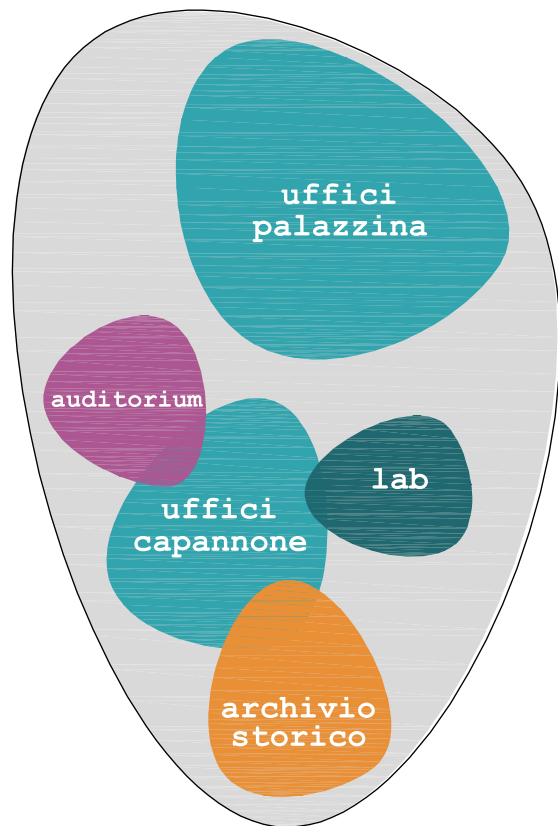 uffici
palazzina
auditorium
lab
uffici
capannone
archivio
storico